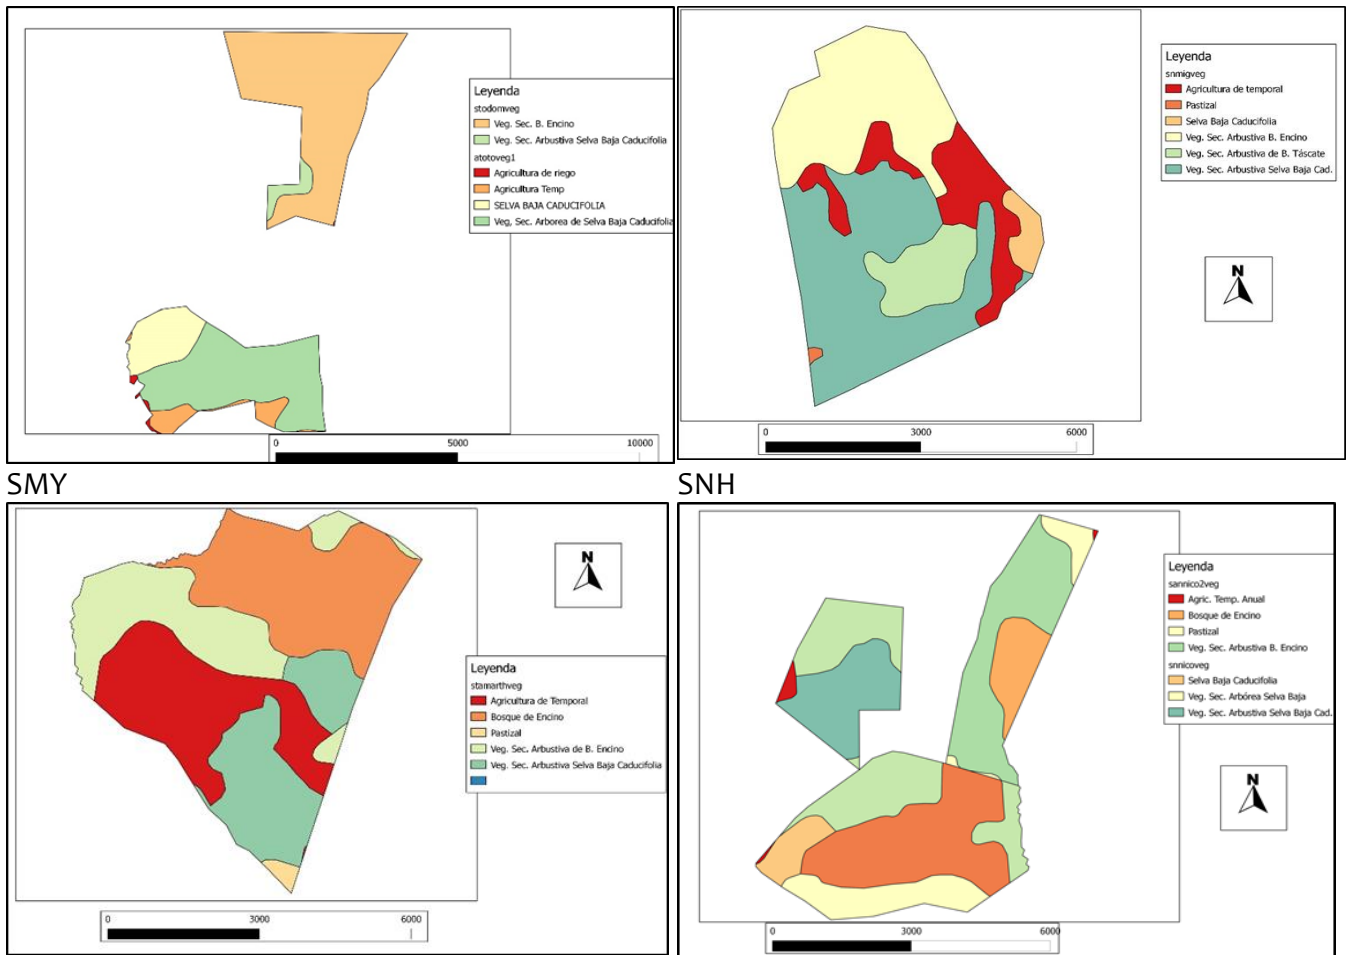 Leyenda
stodomveg
Veg. Sec. B. Encino
Veg. Sec. Arbustiva Selva Baja Caducifolia
atotoveg1
Agricultura de riego
Agricultura Temp
SELVA BAJA CADUCIFOLIA
Veg, Sec. Arborea de Selva Baja Caducifolia
0 5000 10000
Leyenda
snmigveg
Agricultura de temporal
Pastizal
Selva Baja Caducifolia
Veg. Sec. Arbustiva B. Encino
Veg. Sec. Arbustiva de B. Táscate
Veg. Sec. Arbustiva Selva Baja Cad.
N
0 3000 6000
SMY
SNH
N
Leyenda
stamarthveg
Agricultura de Temporal
Bosque de Encino
Pastizal
Veg. Sec. Arbustiva de B. Encino
Veg. Sec. Arbustiva Selva Baja Caducifolia
0 3000 6000
Leyenda
sannico2veg
Agric. Temp. Anual
Bosque de Encino
Pastizal
Veg. Sec. Arbustiva B. Encino
snnicoveg
Selva Baja Caducifolia
Veg. Sec. Arbórea Selva Baja
Veg. Sec. Arbustiva Selva Baja Cad.
N
0 3000 6000